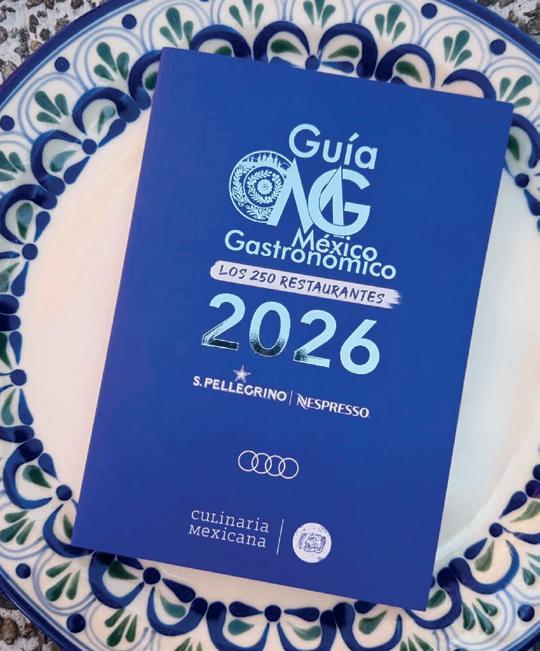 Guía
MG
México
Gastronómico
LOS 250 RESTAURANTES
2026
S.PELLEGRINO | NESPRESSO
culinaria
mexicana